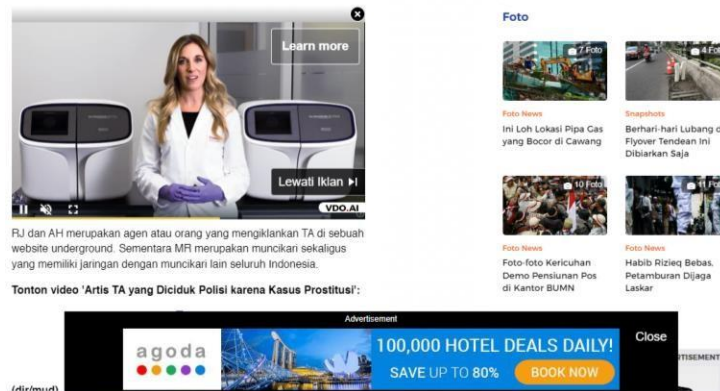 Foto
Learn more
Lewati Iklan
VDO.AI
RJ dan AH merupakan agen atau orang yang mengiklankan TA di sebuah
website underground. Sementara MR merupakan muncikari sekaligus
yang memiliki jaringan dengan muncikari lain seluruh Indonesia.
Tonton video 'Artis TA yang Diciduk Polisi karena Kasus Prostitusi':
(dir/mud)
7 Foto
Foto News
Ini Loh Lokasi Pipa Gas
yang Bocor di Cawang
4 Fot
Snapshots
Berhari-hari Lubang d
Flyover Tendean Ini
Dibiarkan Saja
10 Foto
Foto News
Foto-foto Kericuhan
Demo Pensiunan Pos
di Kantor BUMN
11 Foto
Foto News
Habib Rizieq Bebas,
Petamburan Dijaga
Laskar
Advertisement
Close
agoda
100,000 HOTEL DEALS DAILY!
SAVE UP TO 80%
BOOK NOW
RTISEMENT